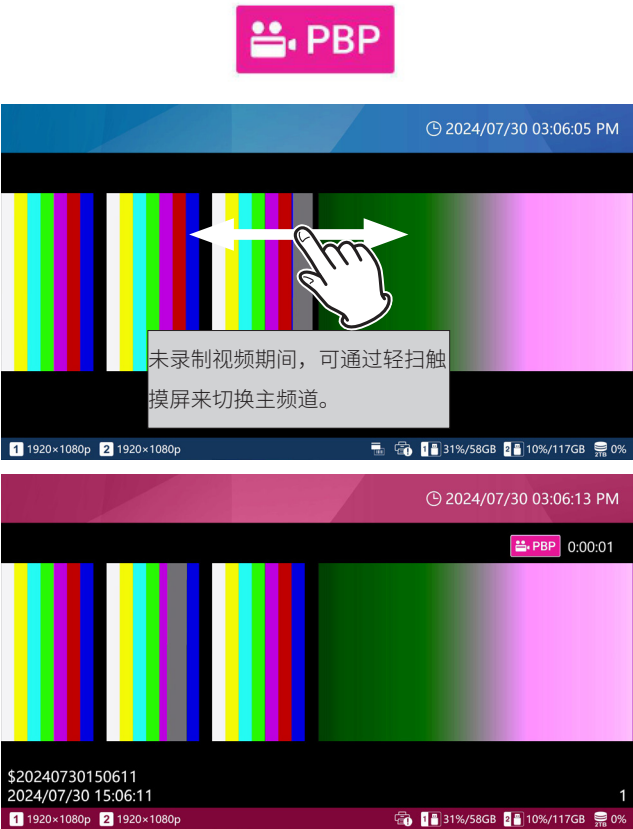 PBP
2024/07/30 03:06:05 PM
未录制视频期间，可通过轻扫触
摸屏来切换主频道。
1 1920×1080p 2 1920×1080p 1 31%/58GB 2 10%/117GB 2TB 0%
2024/07/30 03:06:13 PM
PBP 0:00:01
$20240730150611
2024/07/30 15:06:11 1
1 1920×1080p 2 1920×1080p 1 31%/58GB 2 10%/117GB 2TB 0%